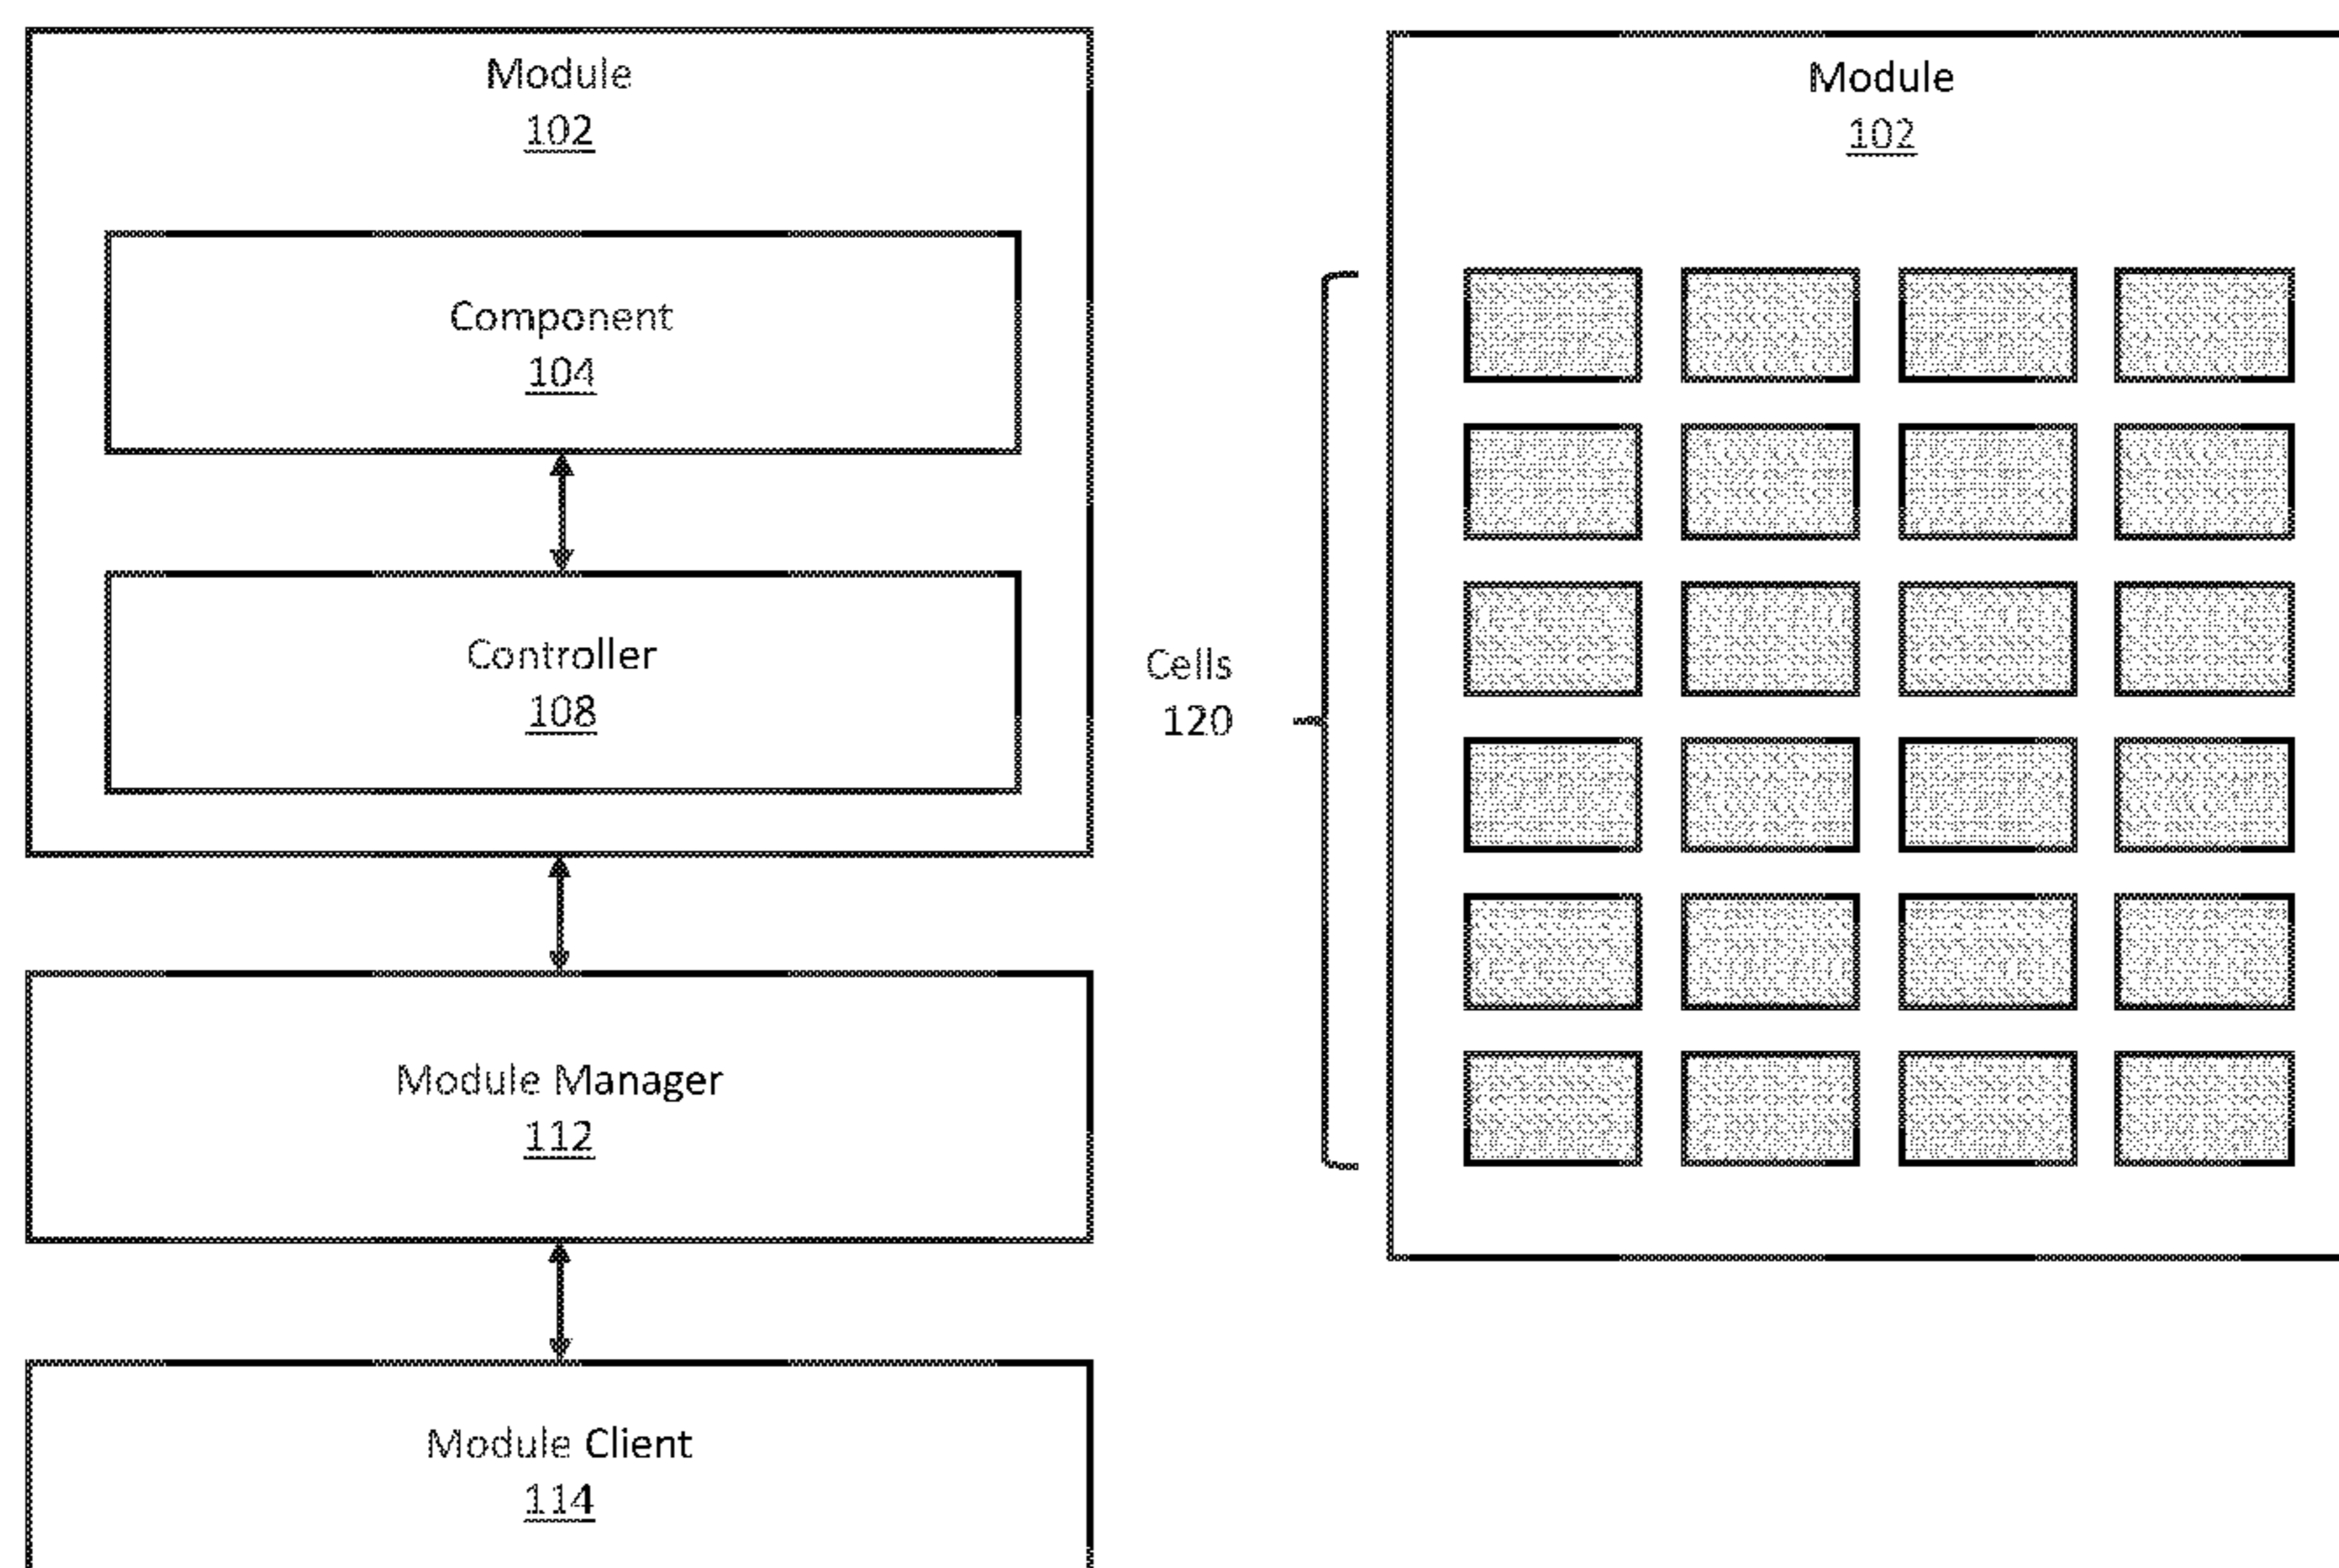 Module
102
Component
104
Controller
108
Module Manager
112
Module Client
114
Module
102
Cells
120